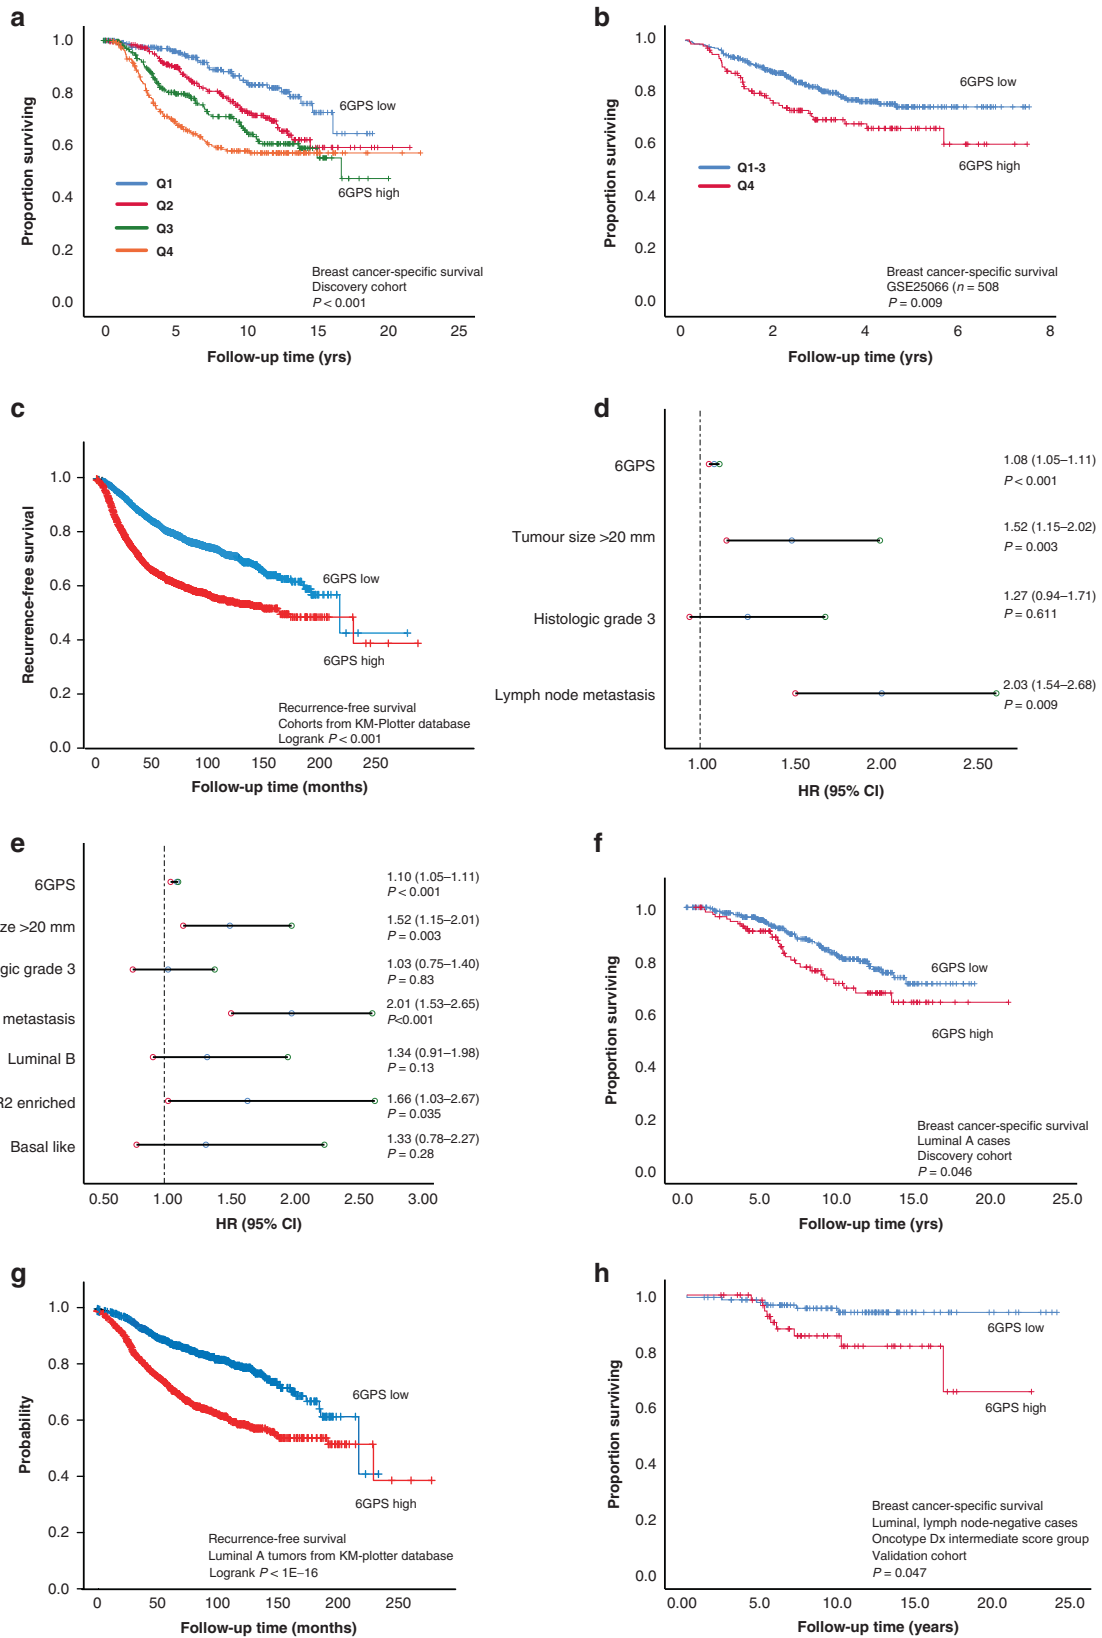 a
1.0
0.8
0.6
0.4
0.2
0.0
Proportion surviving
6GPS low
6GPS high
Q1
Q2
Q3
Q4
Breast cancer-specific survival
Discovery cohort
P < 0.001
0 5 10 15 20 25
Follow-up time (yrs)
b
1.0
0.8
0.6
0.4
0.2
0.0
Proportion surviving
6GPS low
6GPS high
Q1-3
Q4
Breast cancer-specific survival
GSE25066 (n = 508
P = 0.009
0 2 4 6 8
Follow-up time (yrs)
c
1.0
0.8
0.6
0.4
0.2
0.0
Recurrence-free survival
6GPS low
6GPS high
Recurrence-free survival
Cohorts from KM-Plotter database
Logrank P < 0.001
0 50 100 150 200 250
Follow-up time (months)
d
6GPS
1.08 (1.05–1.11)
P < 0.001
Tumour size >20 mm
1.52 (1.15–2.02)
P = 0.003
Histologic grade 3
1.27 (0.94–1.71)
P = 0.611
Lymph node metastasis
2.03 (1.54–2.68)
P = 0.009
1.00 1.50 2.00 2.50
HR (95% CI)
e
6GPS
1.10 (1.05–1.11)
P < 0.001
ze >20 mm
1.52 (1.15–2.01)
P = 0.003
gic grade 3
1.03 (0.75–1.40)
P = 0.83
metastasis
2.01 (1.53–2.65)
P<0.001
Luminal B
1.34 (0.91–1.98)
P = 0.13
R2 enriched
1.66 (1.03–2.67)
P = 0.035
Basal like
1.33 (0.78–2.27)
P = 0.28
0.50 1.00 1.50 2.00 2.50 3.00
HR (95% CI)
f
1.0
0.8
0.6
0.4
0.2
0.0
Proportion surviving
6GPS low
6GPS high
Breast cancer-specific survival
Luminal A cases
Discovery cohort
P = 0.046
0.0 5.0 10.0 15.0 20.0 25.0
Follow-up time (yrs)
g
1.0
0.8
0.6
0.4
0.2
0.0
Probability
6GPS low
6GPS high
Recurrence-free survival
Luminal A tumors from KM-plotter database
Logrank P < 1E–16
0 50 100 150 200 250
Follow-up time (months)
h
1.0
0.8
0.6
0.4
0.2
0.0
Proportion surviving
6GPS low
6GPS high
Breast cancer-specific survival
Luminal, lymph node-negative cases
Oncotype Dx intermediate score group
Validation cohort
P = 0.047
0.00 5.0 10.0 15.0 20.0 25.0
Follow-up time (years)